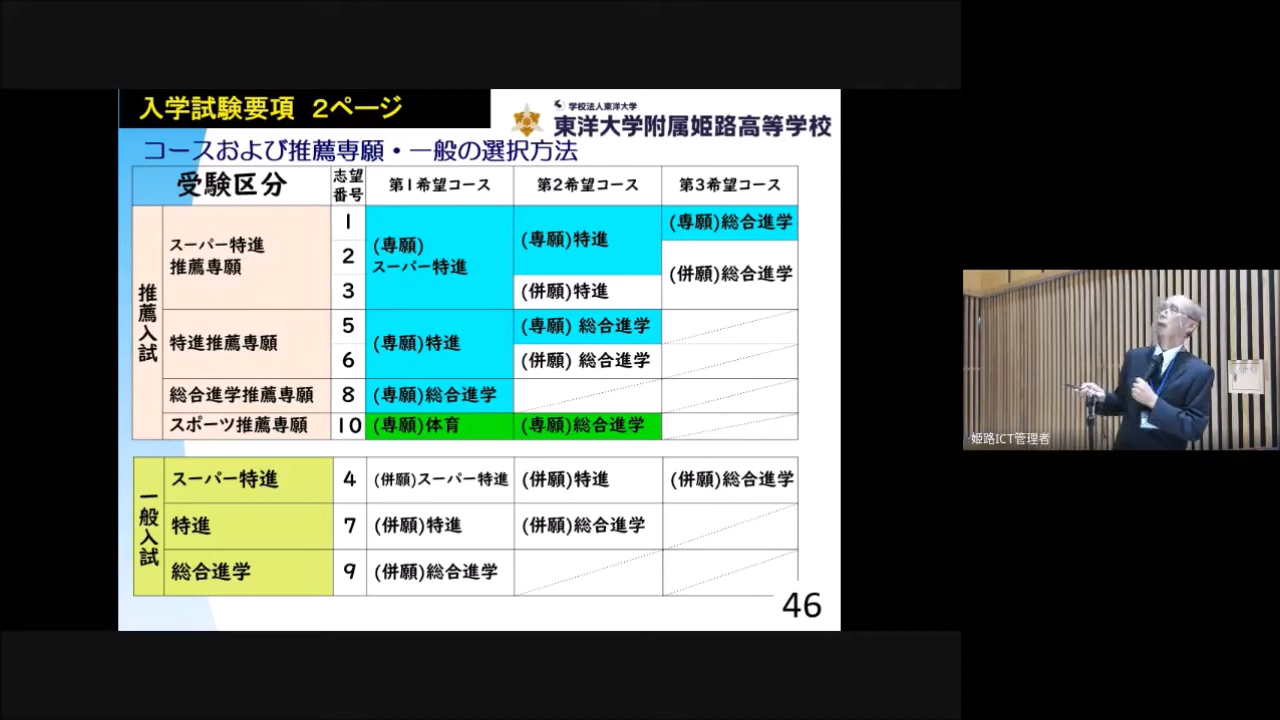 入学試験要項 2ページ
学校法人東洋大学
東洋大学附属姫路高等学校
コースおよび推薦専願・一般の選択方法
受験区分
志望番号
第1希望コース
第2希望コース
第3希望コース
推薦入試
スーパー特進
推薦専願
1
2
3
(専願)
スーパー特進
(専願)特進
(併願)特進
(専願)総合進学
(併願)総合進学
特進推薦専願
5
6
(専願)特進
(専願) 総合進学
(併願) 総合進学
総合進学推薦専願
8
(専願)総合進学
スポーツ推薦専願
10
(専願)体育
(専願)総合進学
一般入試
スーパー特進
4
(併願)スーパー特進
(併願)特進
(併願)総合進学
特進
7
(併願)特進
(併願)総合進学
総合進学
9
(併願)総合進学
46
姫路ICT管理者